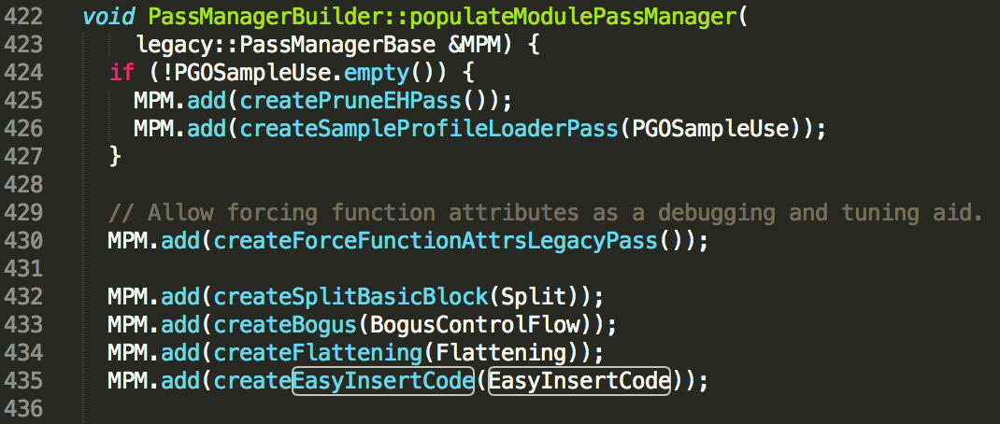 422 void PassManagerBuilder::populateModulePassManager(
423 legacy::PassManagerBase &MPM) {
424 if (!PGOSampleUse.empty()) {
425 MPM.add(createPruneEHPass());
426 MPM.add(createSampleProfileLoaderPass(PGOSampleUse));
427 }
428
429 // Allow forcing function attributes as a debugging and tuning aid.
430 MPM.add(createForceFunctionAttrsLegacyPass());
431
432 MPM.add(createSplitBasicBlock(Split));
433 MPM.add(createBogus(BogusControlFlow));
434 MPM.add(createFlattening(Flattening));
435 MPM.add(createEasyInsertCode(EasyInsertCode));
436